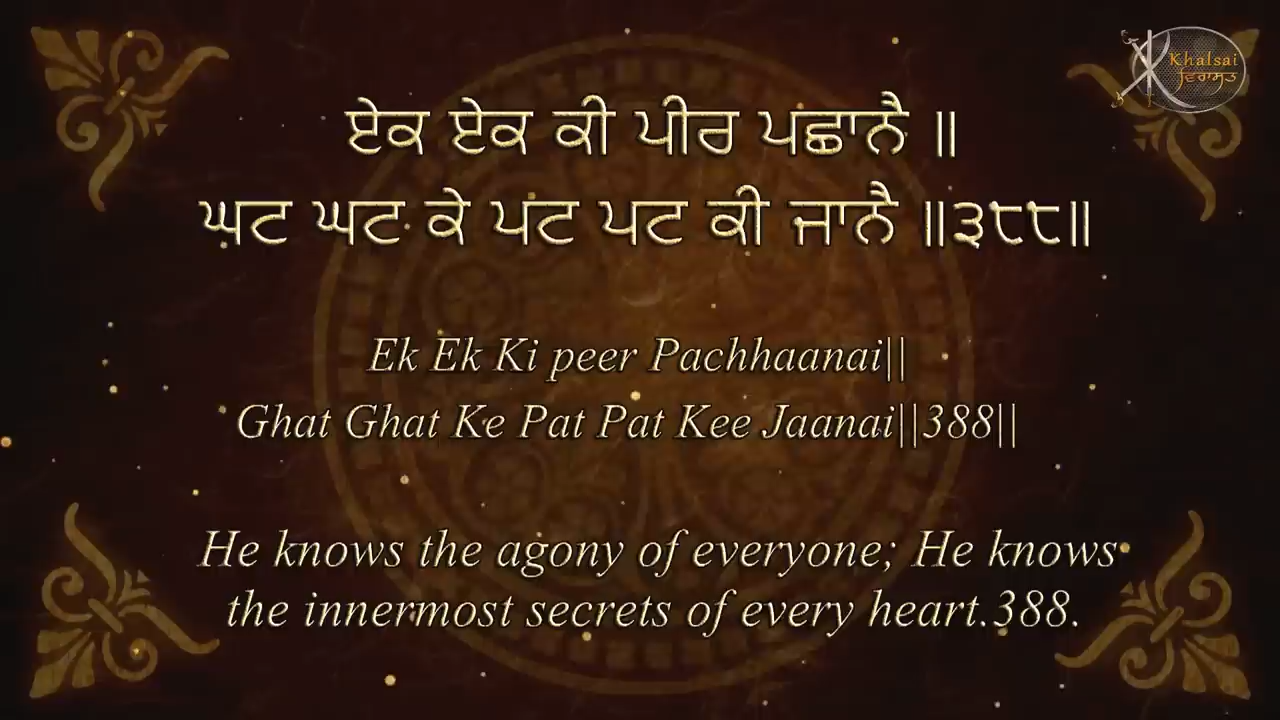 Khalsai
ਵਿਰਾਸਤ
ਏਕ ਏਕ ਕੀ ਪੀਰ ਪਛਾਨੈ ॥
ਘਟ ਘਟ ਕੇ ਪਟ ਪਟ ਕੀ ਜਾਨੈ ॥੩੮੮॥
Ek Ek Ki peer Pachhaanai||
Ghat Ghat Ke Pat Pat Kee Jaanai||388||
He knows the agony of everyone; He knows
the innermost secrets of every heart.388.